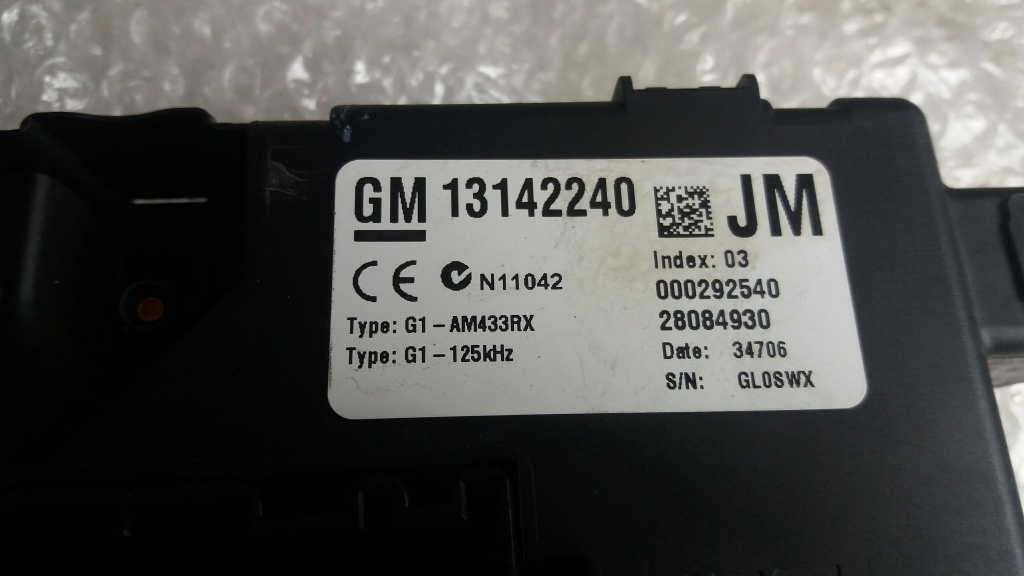 GM 13142240 JM
CE N11042
Type: G1-AM433RX
Type: G1-125kHz
Index: 03
000292540
28084930
Date: 34706
S/N: GL0SWX